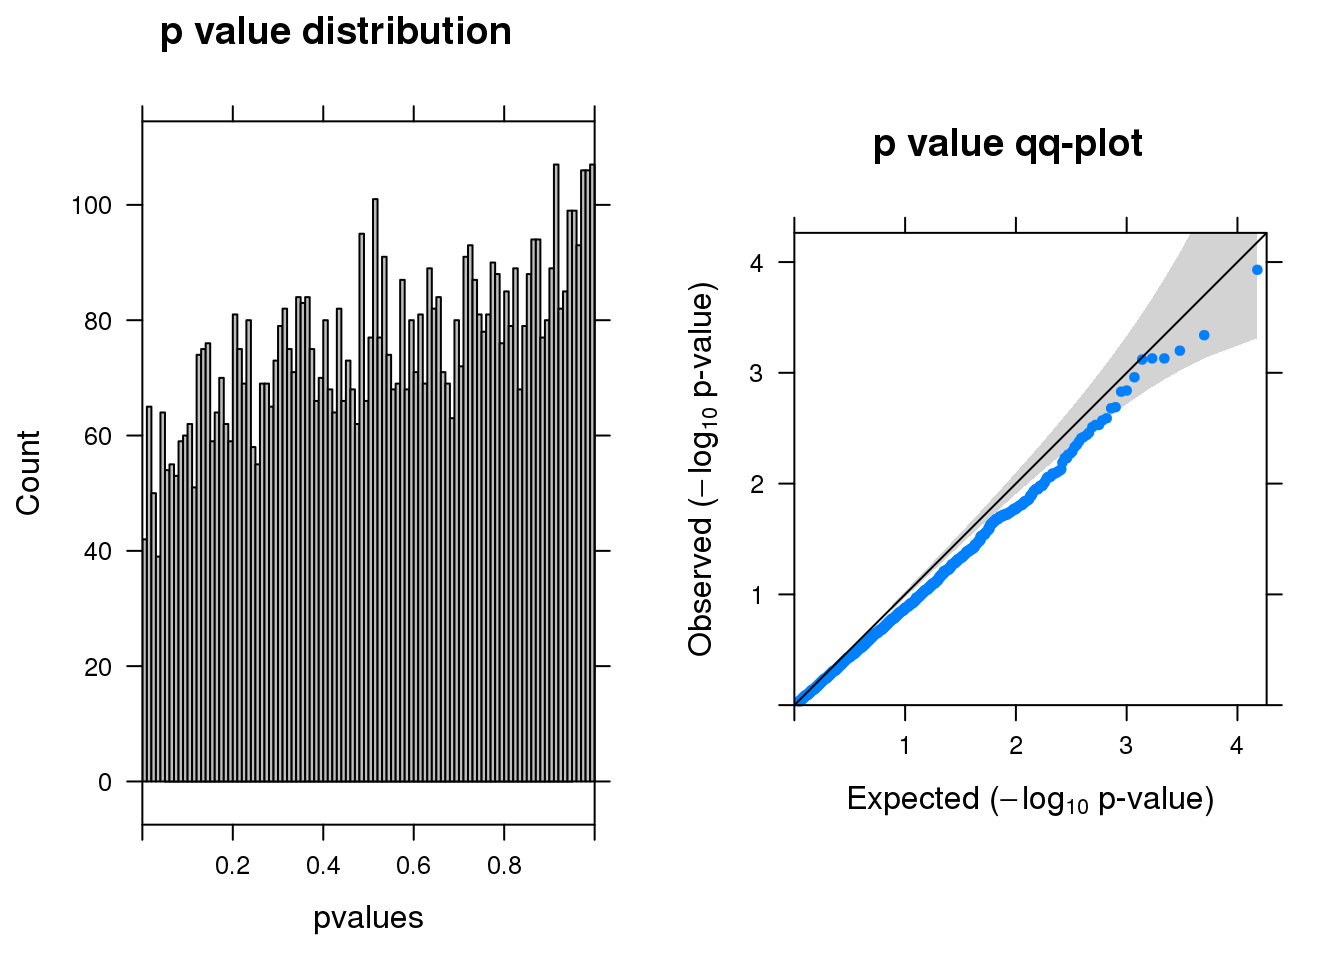 p value distribution
Count
100
80
60
40
20
0
0.2 0.4 0.6 0.8
pvalues
p value qq-plot
Observed (−log10 p-value)
4
3
2
1
1 2 3 4
Expected (−log10 p-value)